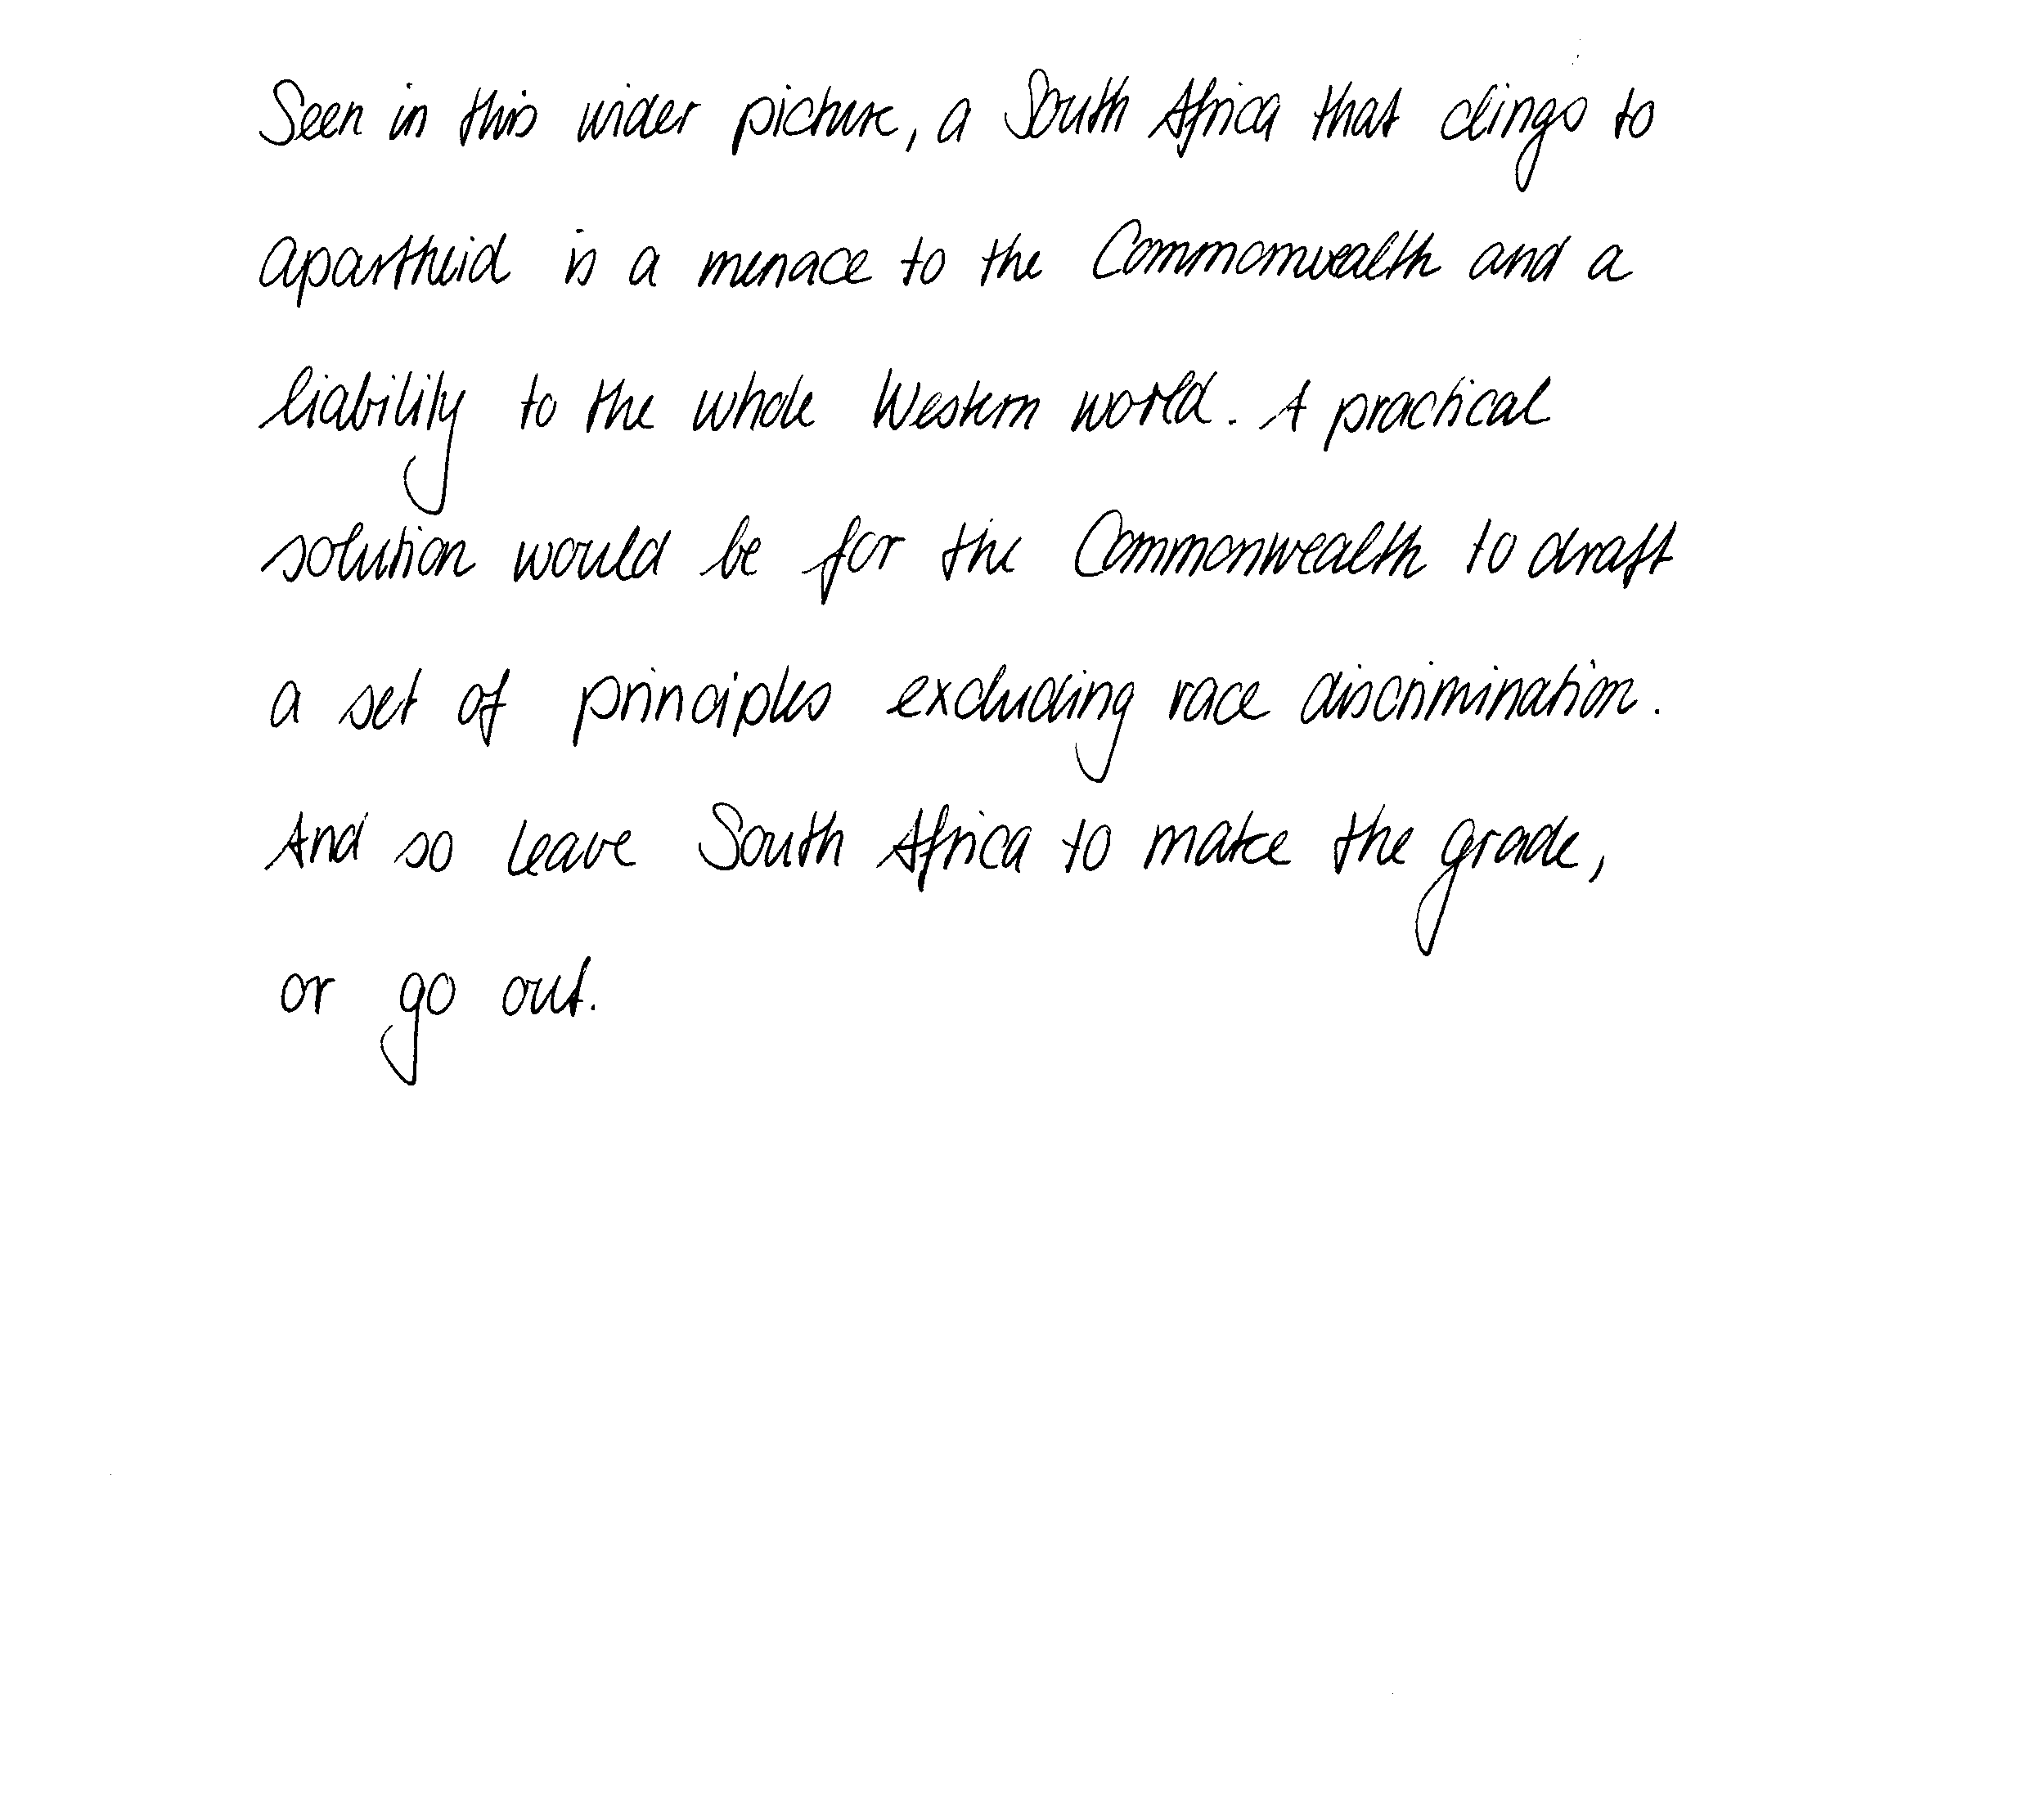 Seen in this wider picture, a South Africa that clings to
apartheid is a menace to the Commonwealth and a
liability to the whole Western world. A practical
solution would be for the Commonwealth to draft
a set of principles excluding race discrimination.
And so leave South Africa to make the grade,
or go out.